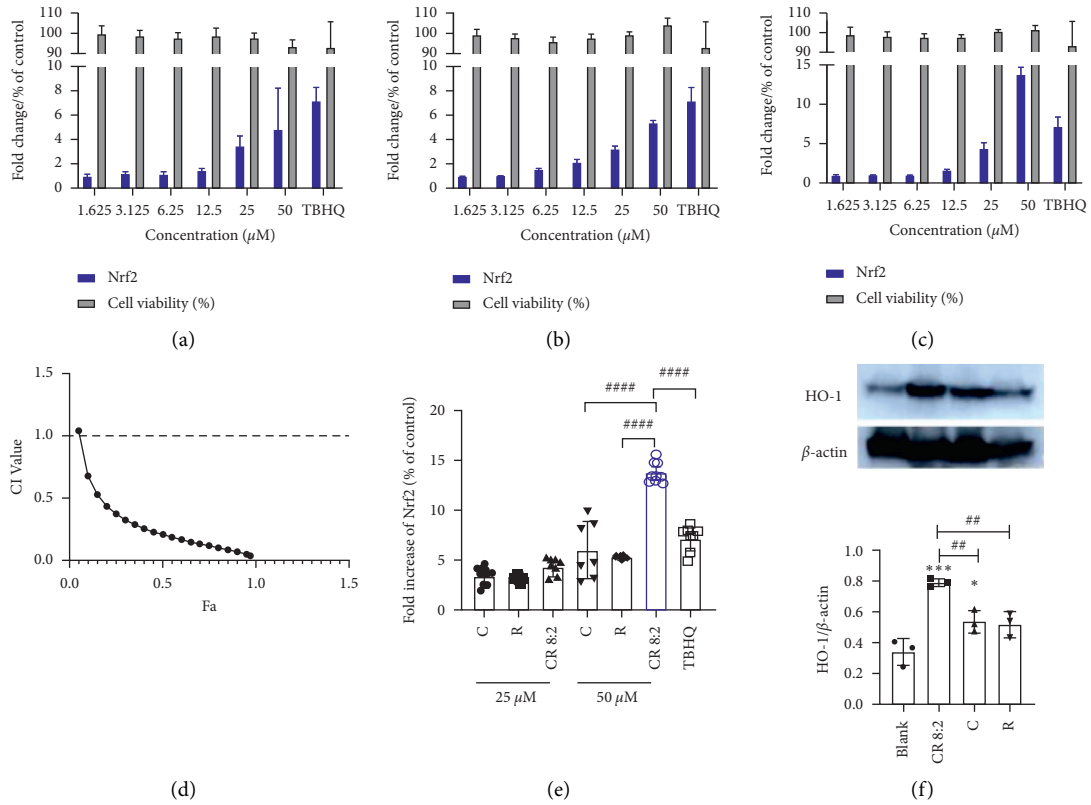 Fold change/% of control
100
95
90
10
8
6
4
2
0
1.625 3.125 6.25 12.5 25 50 TBHQ
Concentration (µM)
Nrf2
Cell viability (%)
(a)
Fold change/% of control
110
100
90
10
8
6
4
2
0
1.625 3.125 6.25 12.5 25 50 TBHQ
Concentration (µM)
Nrf2
Cell viability (%)
(b)
Fold change/% of control
110
100
90
15
10
5
0
1.625 3.125 6.25 12.5 25 50 TBHQ
Concentration (µM)
Nrf2
Cell viability (%)
(c)
CI Value
1.5
1.0
0.5
0.0
0.0 0.5 1.0 1.5
Fa
(d)
Fold increase of Nrf2 (% of control)
20
15
10
5
0
####
####
####
C R CR 8:2 C R CR 8:2 TBHQ
25 µM 50 µM
(e)
HO-1
β-actin
HO-1/β-actin
1.0
0.8
0.6
0.4
0.2
0.0
##
##
***
*
Blank CR 8:2 C R
(f)